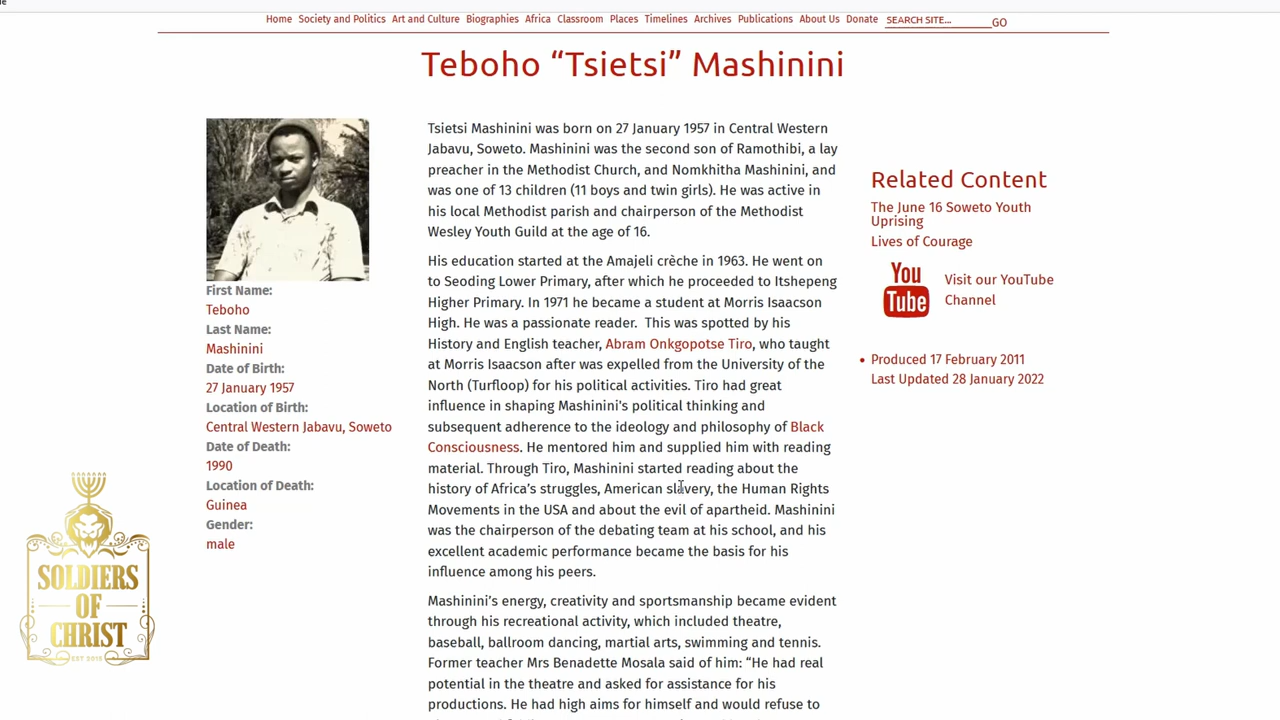 Home Society and Politics Art and Culture Biographies Africa Classroom Places Timelines Archives Publications About Us Donate SEARCH SITE... GO
Teboho “Tsietsi” Mashinini
First Name:
Teboho
Last Name:
Mashinini
Date of Birth:
27 January 1957
Location of Birth:
Central Western Jabavu, Soweto
Date of Death:
1990
Location of Death:
Guinea
Gender:
male
Tsietsi Mashinini was born on 27 January 1957 in Central Western
Jabavu, Soweto. Mashinini was the second son of Ramothibi, a lay
preacher in the Methodist Church, and Nomkhitha Mashinini, and
was one of 13 children (11 boys and twin girls). He was active in
his local Methodist parish and chairperson of the Methodist
Wesley Youth Guild at the age of 16.
His education started at the Amajeli crèche in 1963. He went on
to Seoding Lower Primary, after which he proceeded to Itshepeng
Higher Primary. In 1971 he became a student at Morris Isaacson
High. He was a passionate reader. This was spotted by his
History and English teacher, Abram Onkgopotse Tiro, who taught
at Morris Isaacson after was expelled from the University of the
North (Turfloop) for his political activities. Tiro had great
influence in shaping Mashinini's political thinking and
subsequent adherence to the ideology and philosophy of Black
Consciousness. He mentored him and supplied him with reading
material. Through Tiro, Mashinini started reading about the
history of Africa’s struggles, American slavery, the Human Rights
Movements in the USA and about the evil of apartheid. Mashinini
was the chairperson of the debating team at his school, and his
excellent academic performance became the basis for his
influence among his peers.
Mashinini’s energy, creativity and sportsmanship became evident
through his recreational activity, which included theatre,
baseball, ballroom dancing, martial arts, swimming and tennis.
Former teacher Mrs Benadette Mosala said of him: “He had real
potential in the theatre and asked for assistance for his
productions. He had high aims for himself and would refuse to
Related Content
The June 16 Soweto Youth
Uprising
Lives of Courage
You
Tube
Visit our YouTube
Channel
Produced 17 February 2011
Last Updated 28 January 2022
SOLDIERS
OF
CHRIST
EST 2015